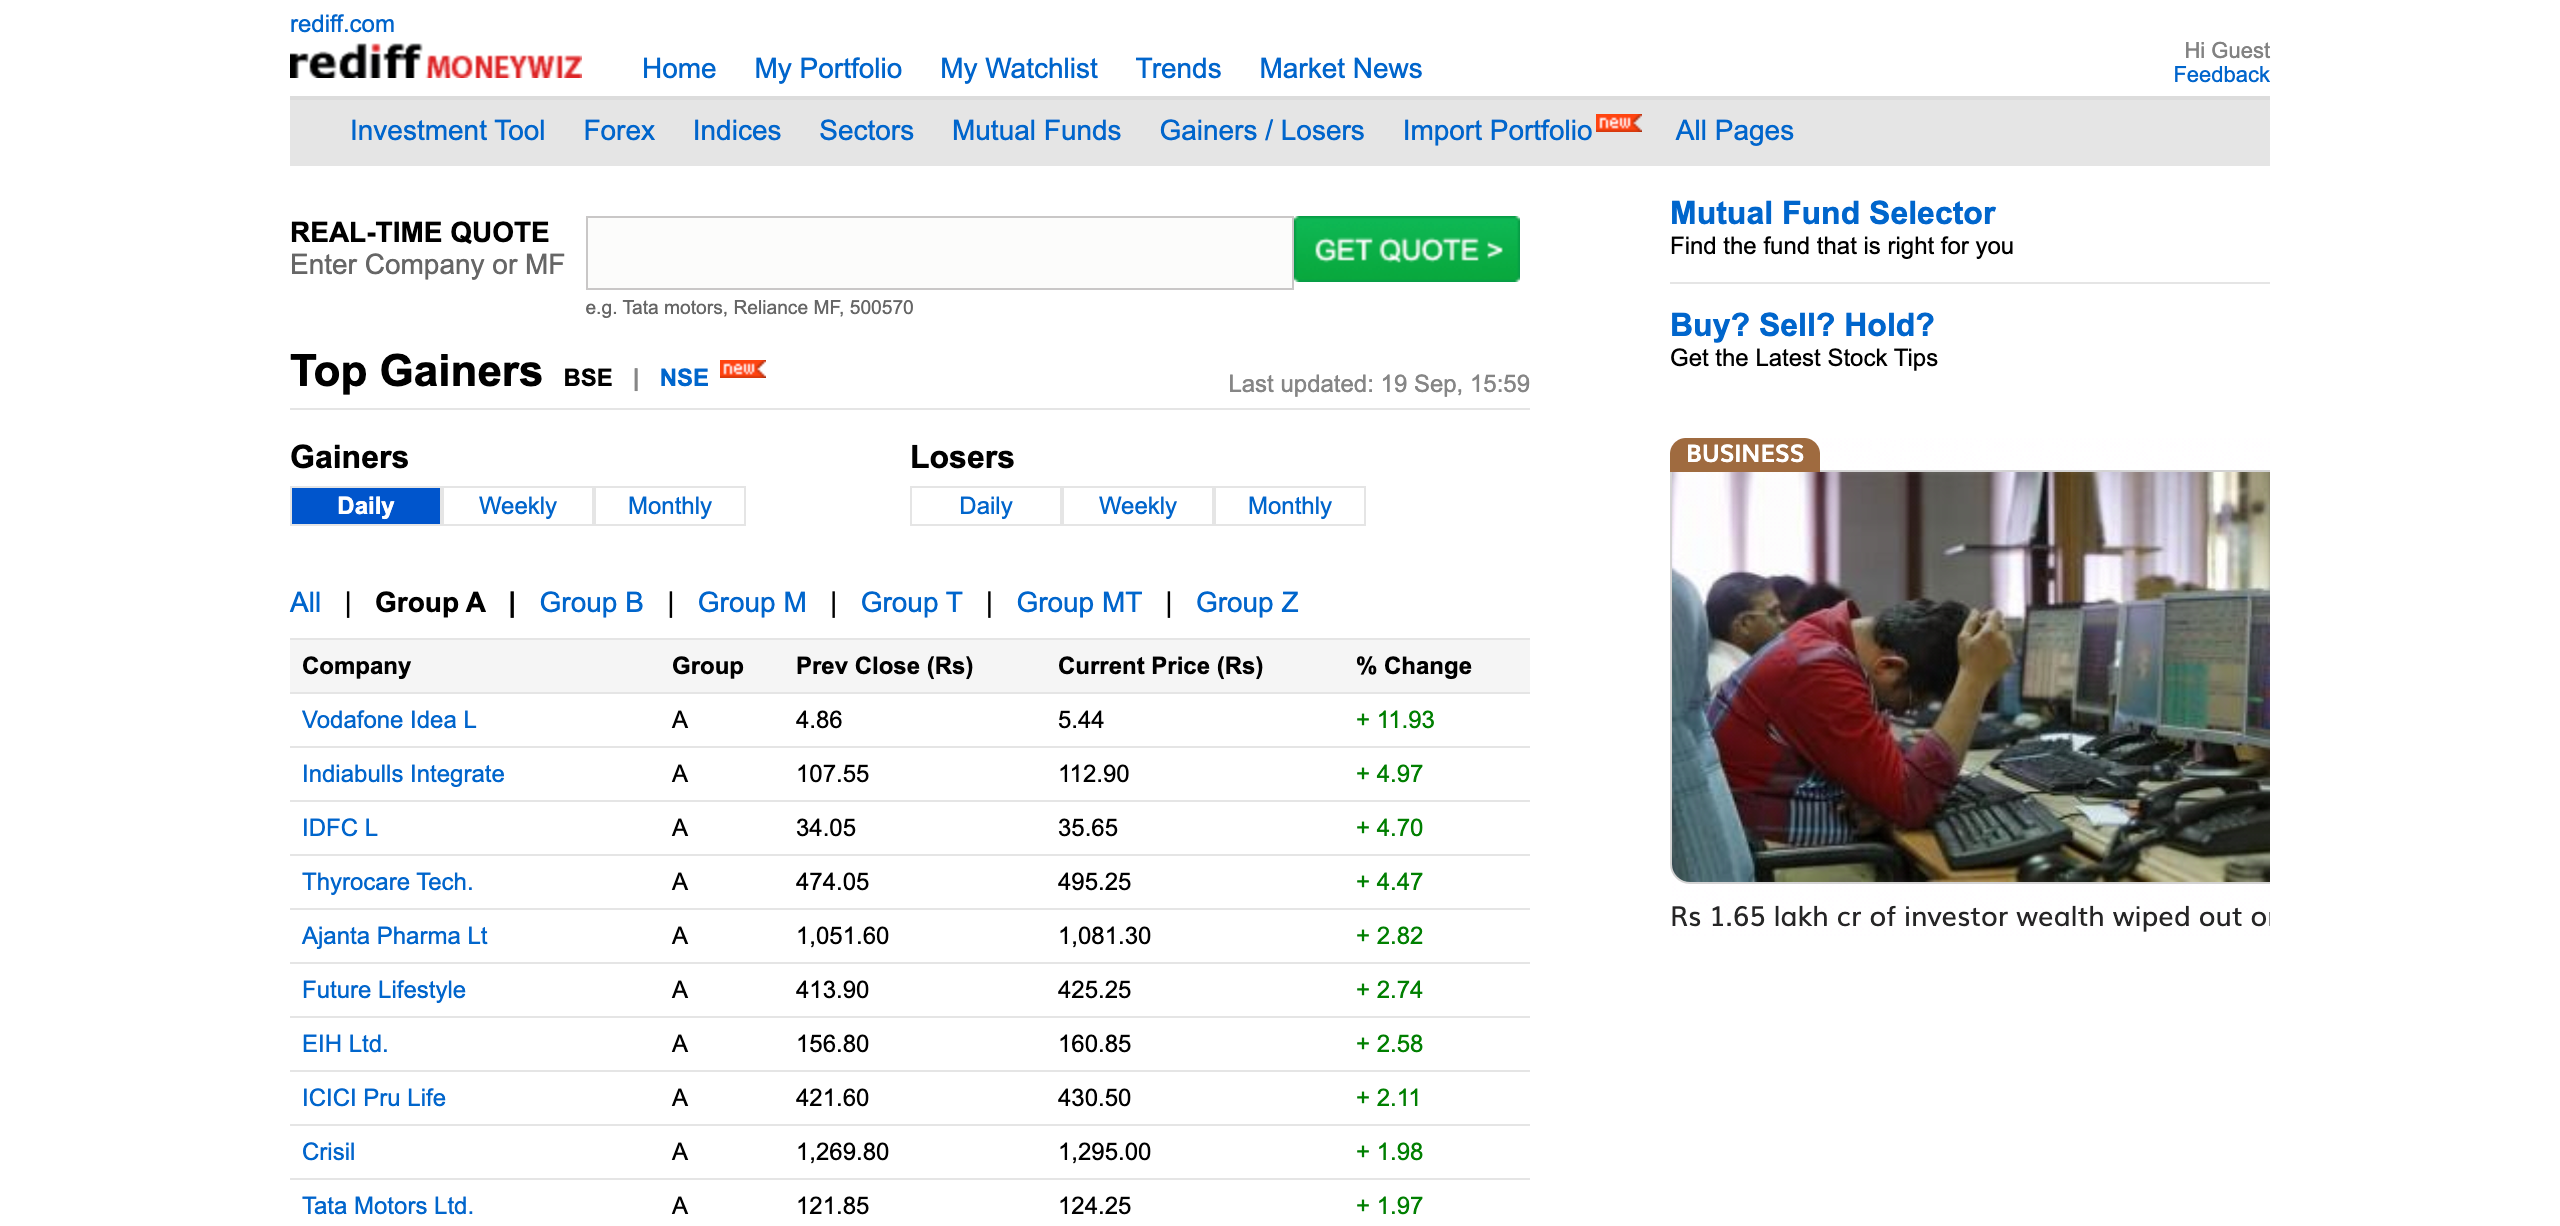 rediff.com
rediff MONEYWIZ
Home My Portfolio My Watchlist Trends Market News
Hi Guest
Feedback
Investment Tool Forex Indices Sectors Mutual Funds Gainers / Losers Import Portfolio new All Pages
REAL-TIME QUOTE
Enter Company or MF
GET QUOTE >
e.g. Tata motors, Reliance MF, 500570
Top Gainers BSE | NSE new
Last updated: 19 Sep, 15:59
Gainers
Daily Weekly Monthly
Losers
Daily Weekly Monthly
All | Group A | Group B | Group M | Group T | Group MT | Group Z
Company Group Prev Close (Rs) Current Price (Rs) % Change
Vodafone Idea L A 4.86 5.44 + 11.93
Indiabulls Integrate A 107.55 112.90 + 4.97
IDFC L A 34.05 35.65 + 4.70
Thyrocare Tech. A 474.05 495.25 + 4.47
Ajanta Pharma Lt A 1,051.60 1,081.30 + 2.82
Future Lifestyle A 413.90 425.25 + 2.74
EIH Ltd. A 156.80 160.85 + 2.58
ICICI Pru Life A 421.60 430.50 + 2.11
Crisil A 1,269.80 1,295.00 + 1.98
Tata Motors Ltd. A 121.85 124.25 + 1.97
Mutual Fund Selector
Find the fund that is right for you
Buy? Sell? Hold?
Get the Latest Stock Tips
BUSINESS
Rs 1.65 lakh cr of investor wealth wiped out